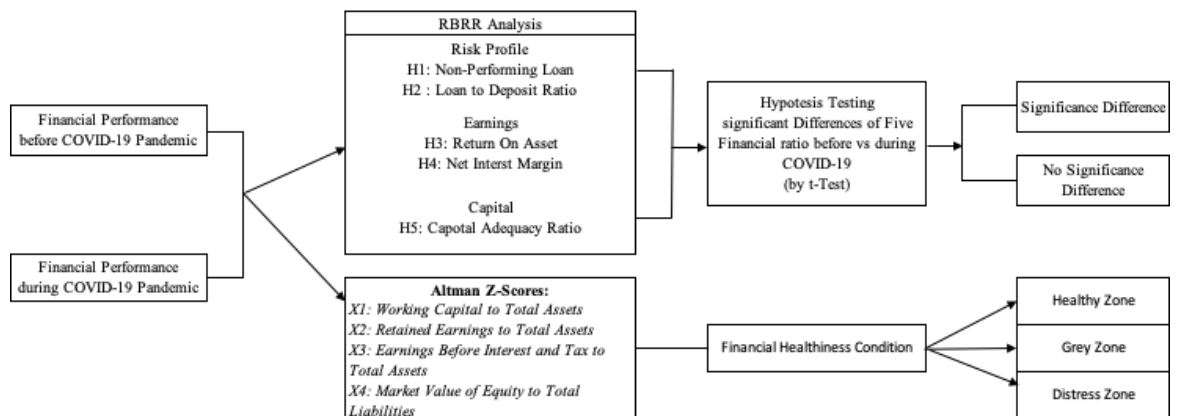 RBRR Analysis
Risk Profile
H1: Non-Performing Loan
H2 : Loan to Deposit Ratio
Earnings
H3: Return On Asset
H4: Net Interst Margin
Capital
H5: Capotal Adequacy Ratio
Financial Performance
before COVID-19 Pandemic
Financial Performance
during COVID-19 Pandemic
Hypotesis Testing
significant Differences of Five
Financial ratio before vs during
COVID-19
(by t-Test)
Significance Difference
No Significance
Difference
Altman Z-Scores:
X1: Working Capital to Total Assets
X2: Retained Earnings to Total Assets
X3: Earnings Before Interest and Tax to
Total Assets
X4: Market Value of Equity to Total
Liabilities
Financial Healthiness Condition
Healthy Zone
Grey Zone
Distress Zone